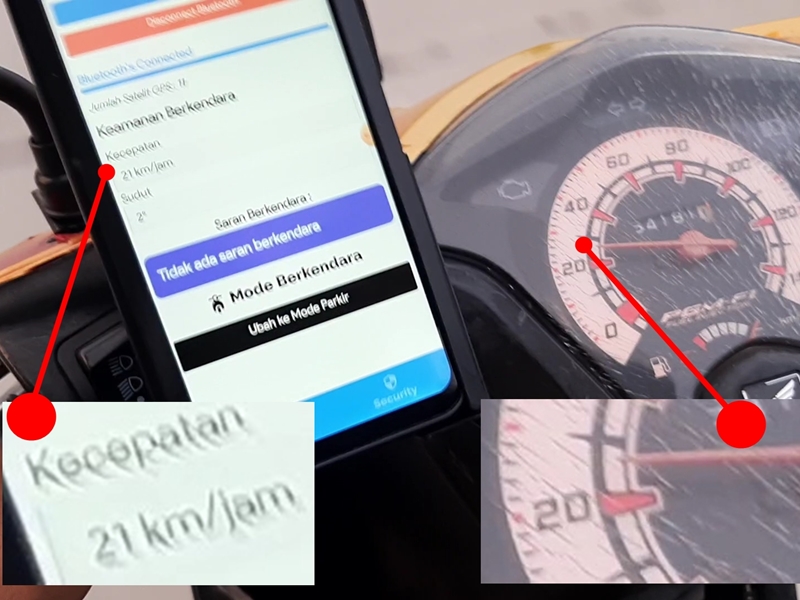 Disconnect Bluetooth
Bluetooth's Connected
Jumlah Satelit GPS: 11
Keamanan Berkendara
Kecepatan
21 km/jam
Sudut
2°
Saran Berkendara :
Tidak ada saran berkendara
Mode Berkendara
Ubah ke Mode Parkir
Security
0
20
40
60
80
100
120
PGM-FI
Kecepatan
21 km/jam
20